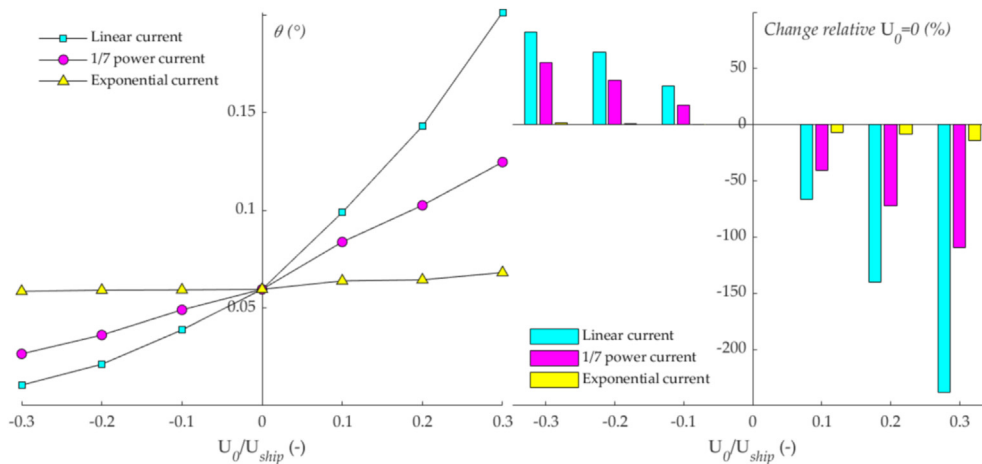 θ (°)
Linear current
1/7 power current
Exponential current
0.15
0.1
0.05
-0.3 -0.2 -0.1 0 0.1 0.2 0.3
U₀/Uₛₕᵢₚ (-)
Change relative U₀=0 (%)
50
0
-50
-100
-150
-200
Linear current
1/7 power current
Exponential current
-0.3 -0.2 -0.1 0 0.1 0.2 0.3
U₀/Uₛₕᵢₚ (-)